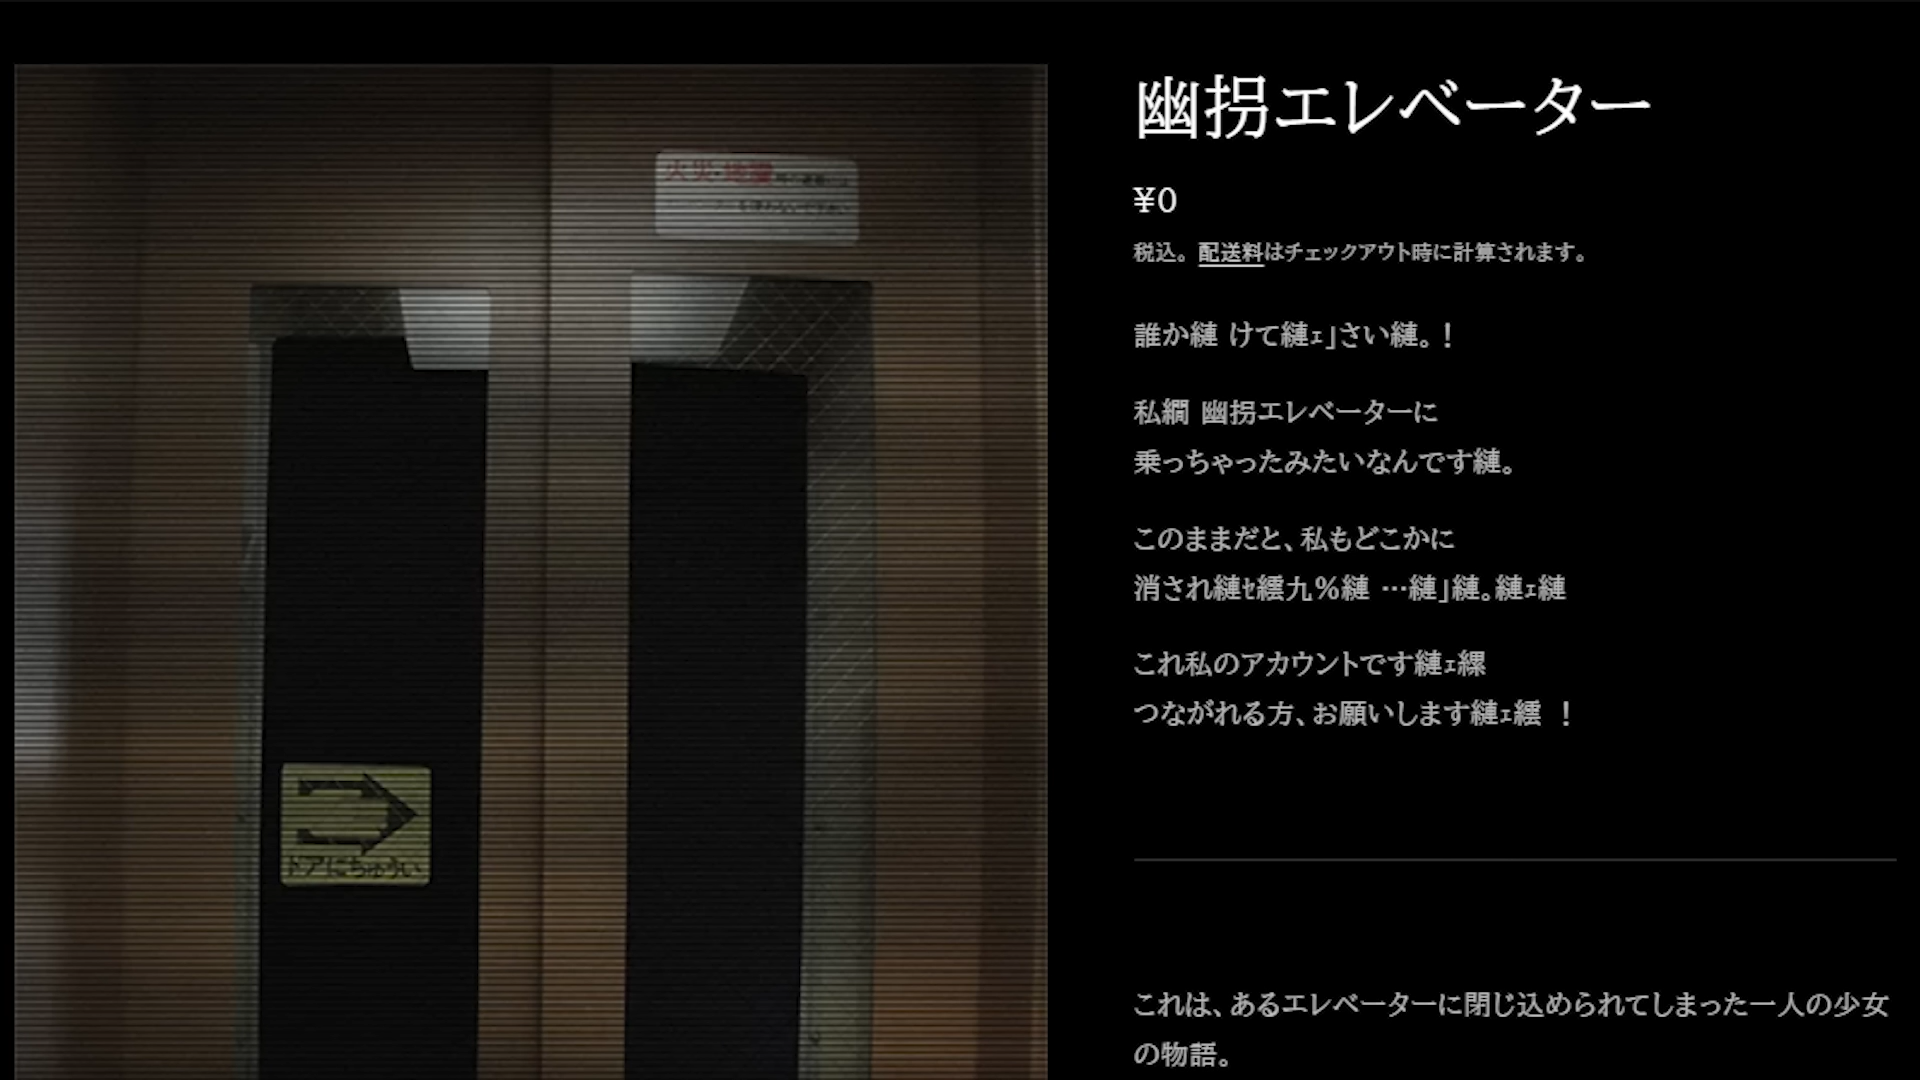 幽拐エレベーター
¥0
税込。配送料はチェックアウト時に計算されます。
誰か縺 けて縺ェ」さい縺。!
私繝 幽拐エレベーターに
乗っちゃったみたいなんです縺。
このままだと、私もどこかに
消され縺セ繧九%縺 …縺」縺。縺ェ縺
これ私のアカウントです縺ェ縲
つながれる方、お願いします縺ェ繧 !
ドアにちゅうい
これは、あるエレベーターに閉じ込められてしまった一人の少女
の物語。